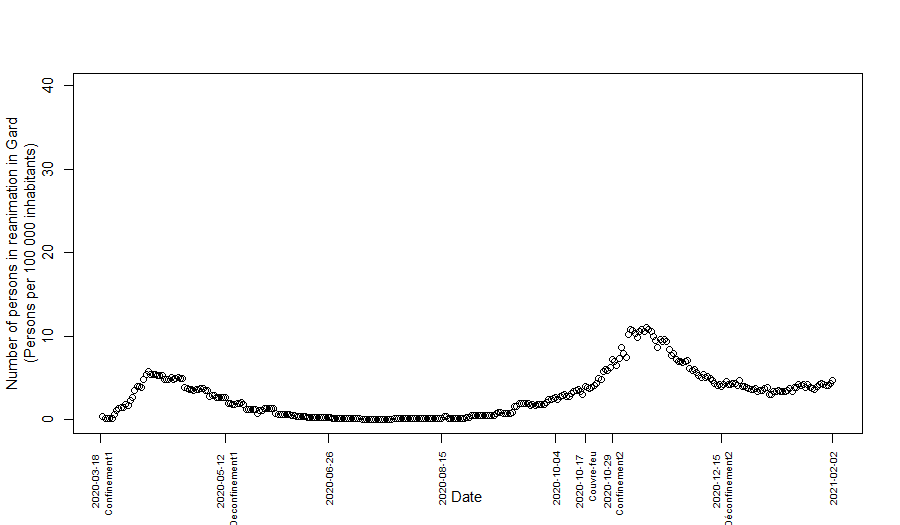 Number of persons in reanimation in Gard
(Persons per 100 000 inhabitants)
40
30
20
10
0
2020-03-18
Confinement1
2020-05-12
Déconfinement1
2020-06-26
2020-08-15
2020-10-04
2020-10-17
Couvre-feu
2020-10-29
Confinement2
2020-12-15
Déconfinement2
2021-02-02
Date